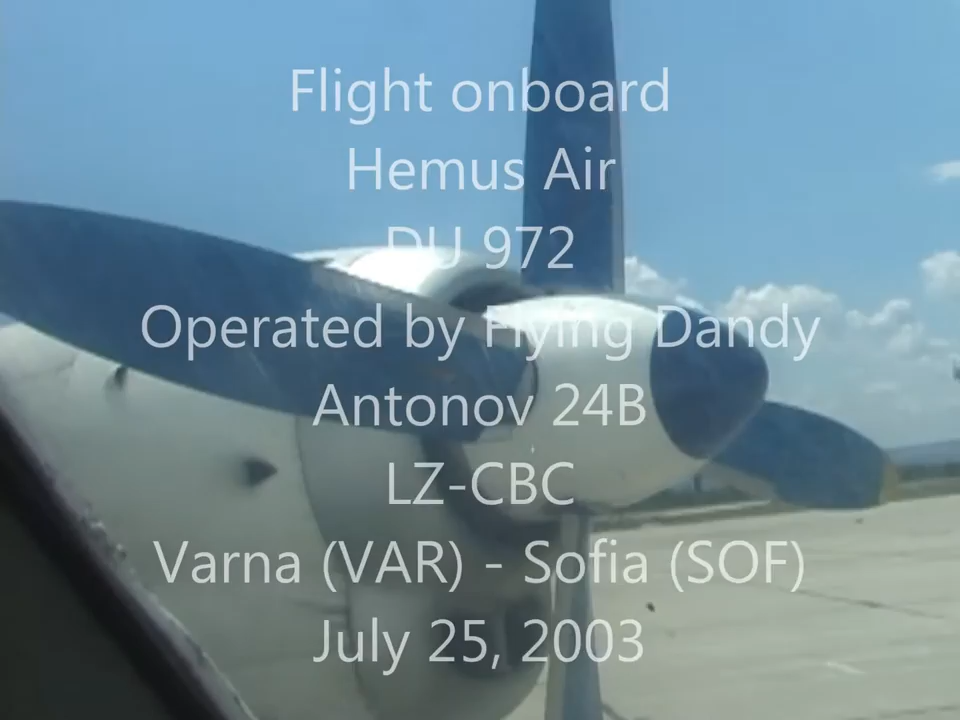 Flight onboard
Hemus Air
DU 972
Operated by Flying Dandy
Antonov 24B
LZ-CBC
Varna (VAR) - Sofia (SOF)
July 25, 2003